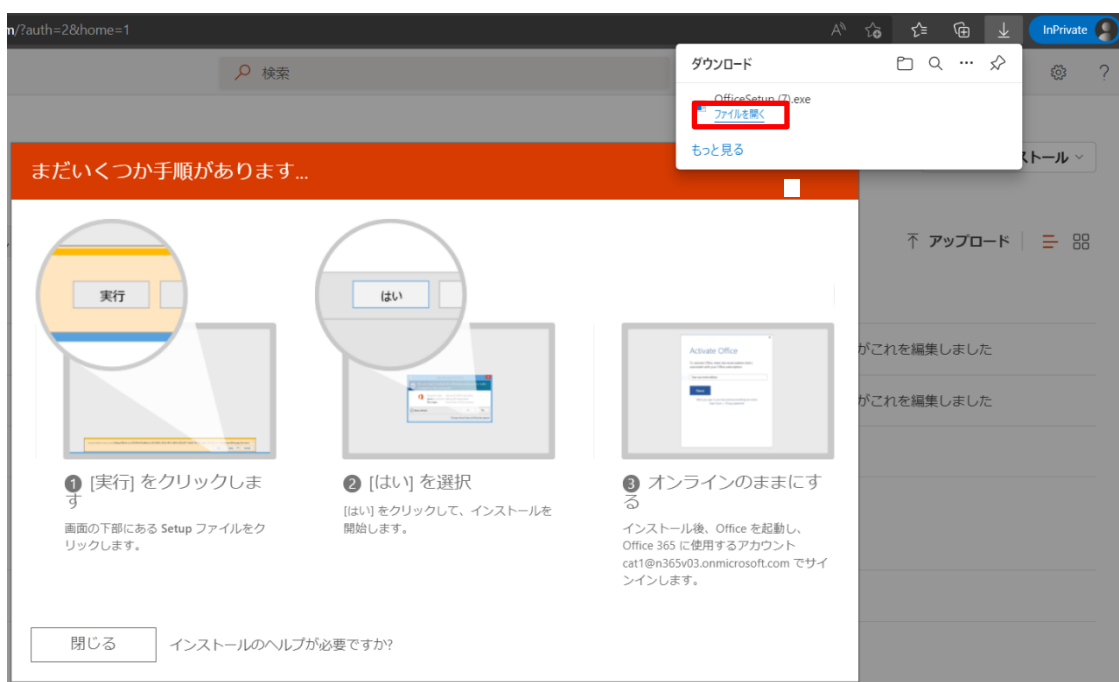 m/?auth=2&home=1
InPrivate
検索
ダウンロード
OfficeSetup (7).exe
ファイルを開く
もっと見る
ストール
まだいくつか手順があります...
アップロード
実行
はい
Activate Office
がこれを編集しました
がこれを編集しました
❶ [実行] をクリックしま
す
画面の下部にある Setup ファイルをク
リックします。
❷ [はい] を選択
[はい] をクリックして、インストールを
開始します。
❸ オンラインのままにす
る
インストール後、Office を起動し、
Office 365 に使用するアカウント
cat1@n365v03.onmicrosoft.com でサイ
ンインします。
閉じる
インストールのヘルプが必要ですか?